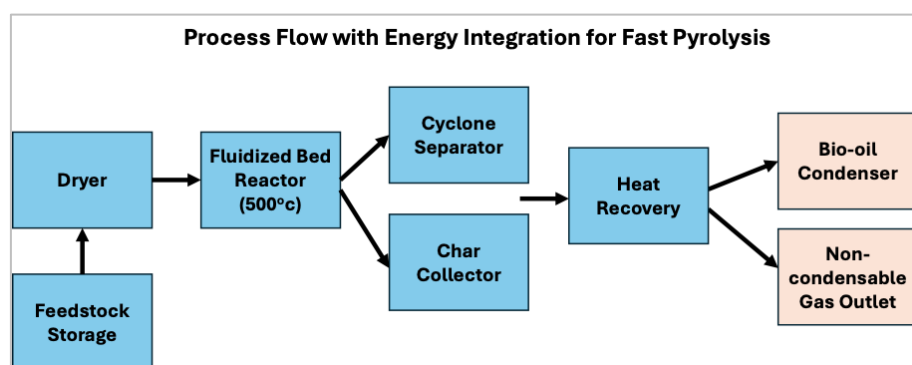 Process Flow with Energy Integration for Fast Pyrolysis
Dryer
Feedstock
Storage
Fluidized Bed
Reactor
(500°c)
Cyclone
Separator
Char
Collector
Heat
Recovery
Bio-oil
Condenser
Non-
condensable
Gas Outlet